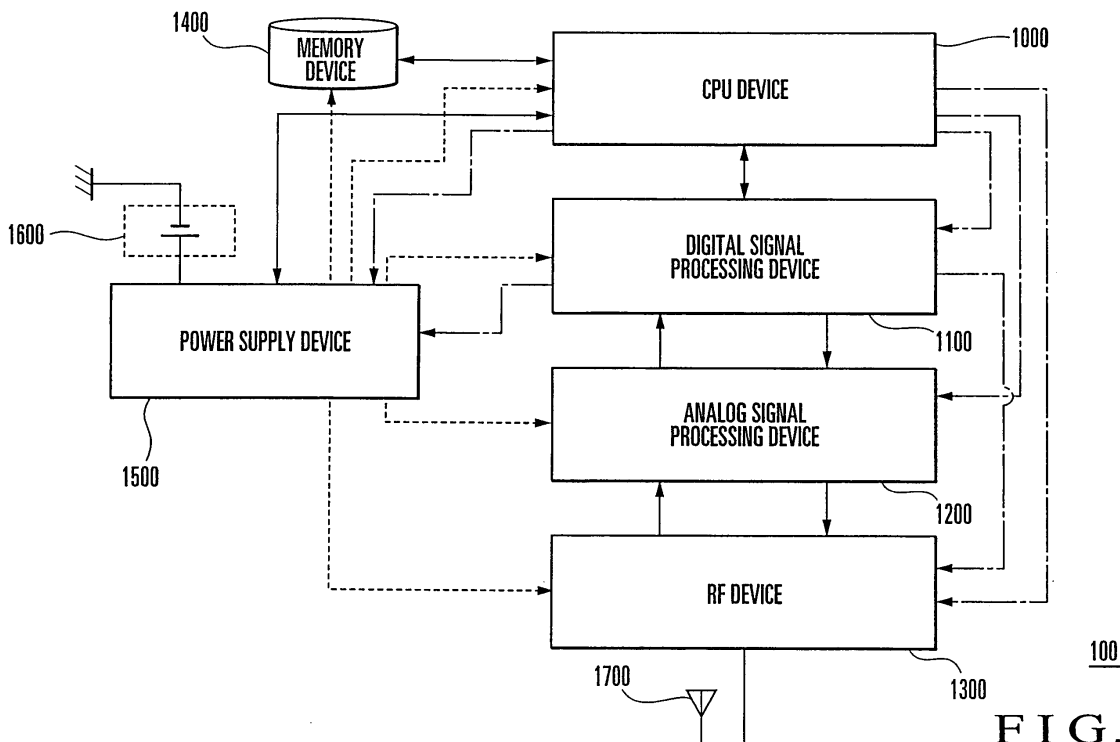 1400
MEMORY
DEVICE
1000
CPU DEVICE
1600
DIGITAL SIGNAL
PROCESSING DEVICE
POWER SUPPLY DEVICE
1100
ANALOG SIGNAL
PROCESSING DEVICE
1500
1200
RF DEVICE
100
1700
1300
FIG.